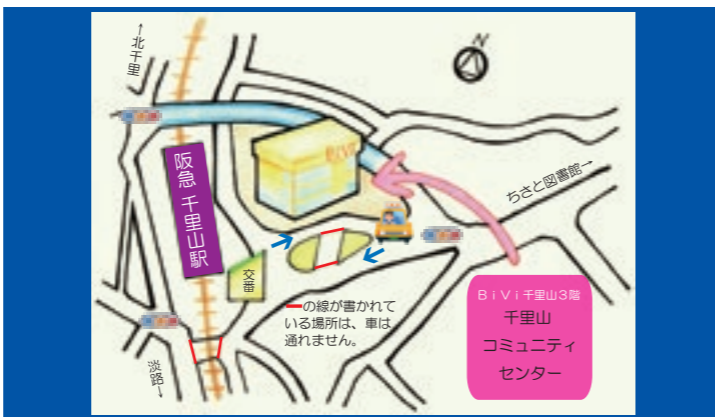 ↑北千里
N
BiVi
阪急 千里山駅
ちさと図書館→
交番
ーの線が書かれて
いる場所は、車は
通れません。
BiVi千里山3階
千里山
コミュニティ
センター
淡路→